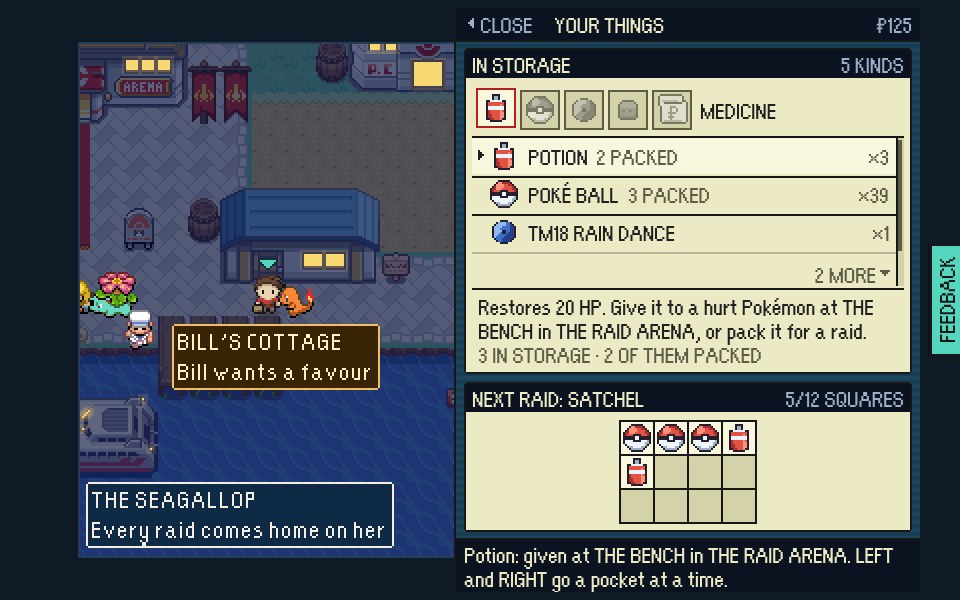 CLOSE
YOUR THINGS
₽125
IN STORAGE
5 KINDS
MEDICINE
POTION 2 PACKED ×3
POKÉ BALL 3 PACKED ×39
TM18 RAIN DANCE ×1
2 MORE
Restores 20 HP. Give it to a hurt Pokémon at THE
BENCH in THE RAID ARENA, or pack it for a raid.
3 IN STORAGE · 2 OF THEM PACKED
NEXT RAID: SATCHEL
5/12 SQUARES
Potion: given at THE BENCH in THE RAID ARENA. LEFT
and RIGHT go a pocket at a time.
ARENA
P.C
BILL'S COTTAGE
Bill wants a favour
THE SEAGALLOP
Every raid comes home on her
FEEDBACK